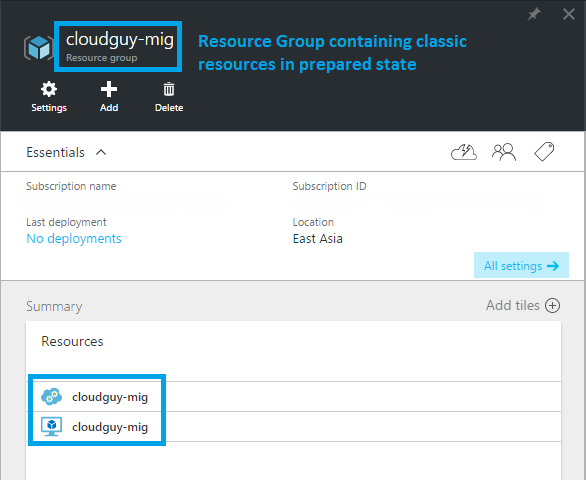 cloudguy-mig
Resource group
Resource Group containing classic
resources in prepared state
Settings
Add
Delete
Essentials
Subscription name
Subscription ID
Last deployment
No deployments
Location
East Asia
All settings
Summary
Add tiles
Resources
cloudguy-mig
cloudguy-mig